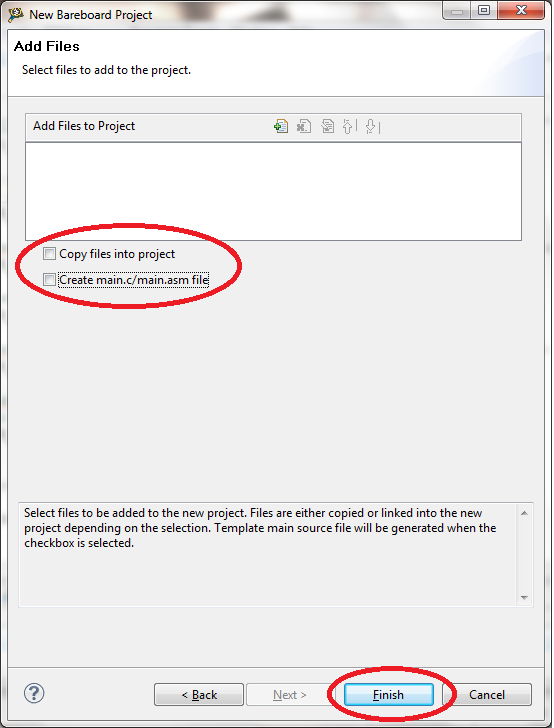 New Bareboard Project
Add Files
Select files to add to the project.
Add Files to Project
Copy files into project
Create main.c/main.asm file
Select files to be added to the new project. Files are either copied or linked into the new
project depending on the selection. Template main source file will be generated when the
checkbox is selected.
?
< Back
Next >
Finish
Cancel